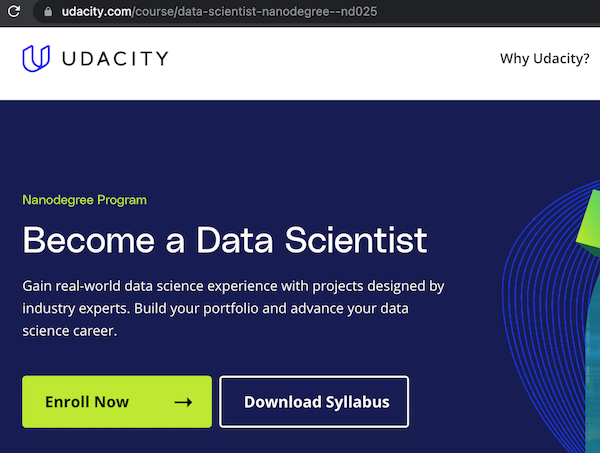 udacity.com/course/data-scientist-nanodegree--nd025
UDACITY
Why Udacity?
Nanodegree Program
Become a Data Scientist
Gain real-world data science experience with projects designed by
industry experts. Build your portfolio and advance your data
science career.
Enroll Now
Download Syllabus